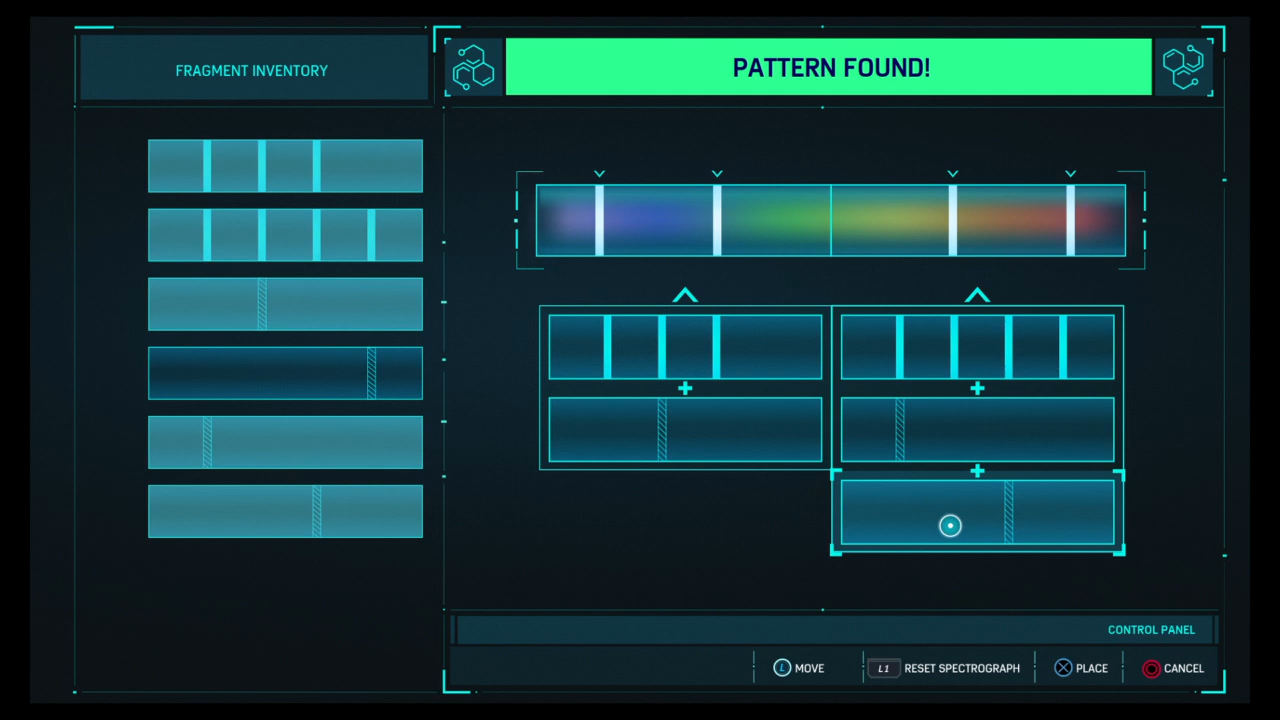 FRAGMENT INVENTORY
PATTERN FOUND!
CONTROL PANEL
L MOVE
L1 RESET SPECTROGRAPH
PLACE
CANCEL